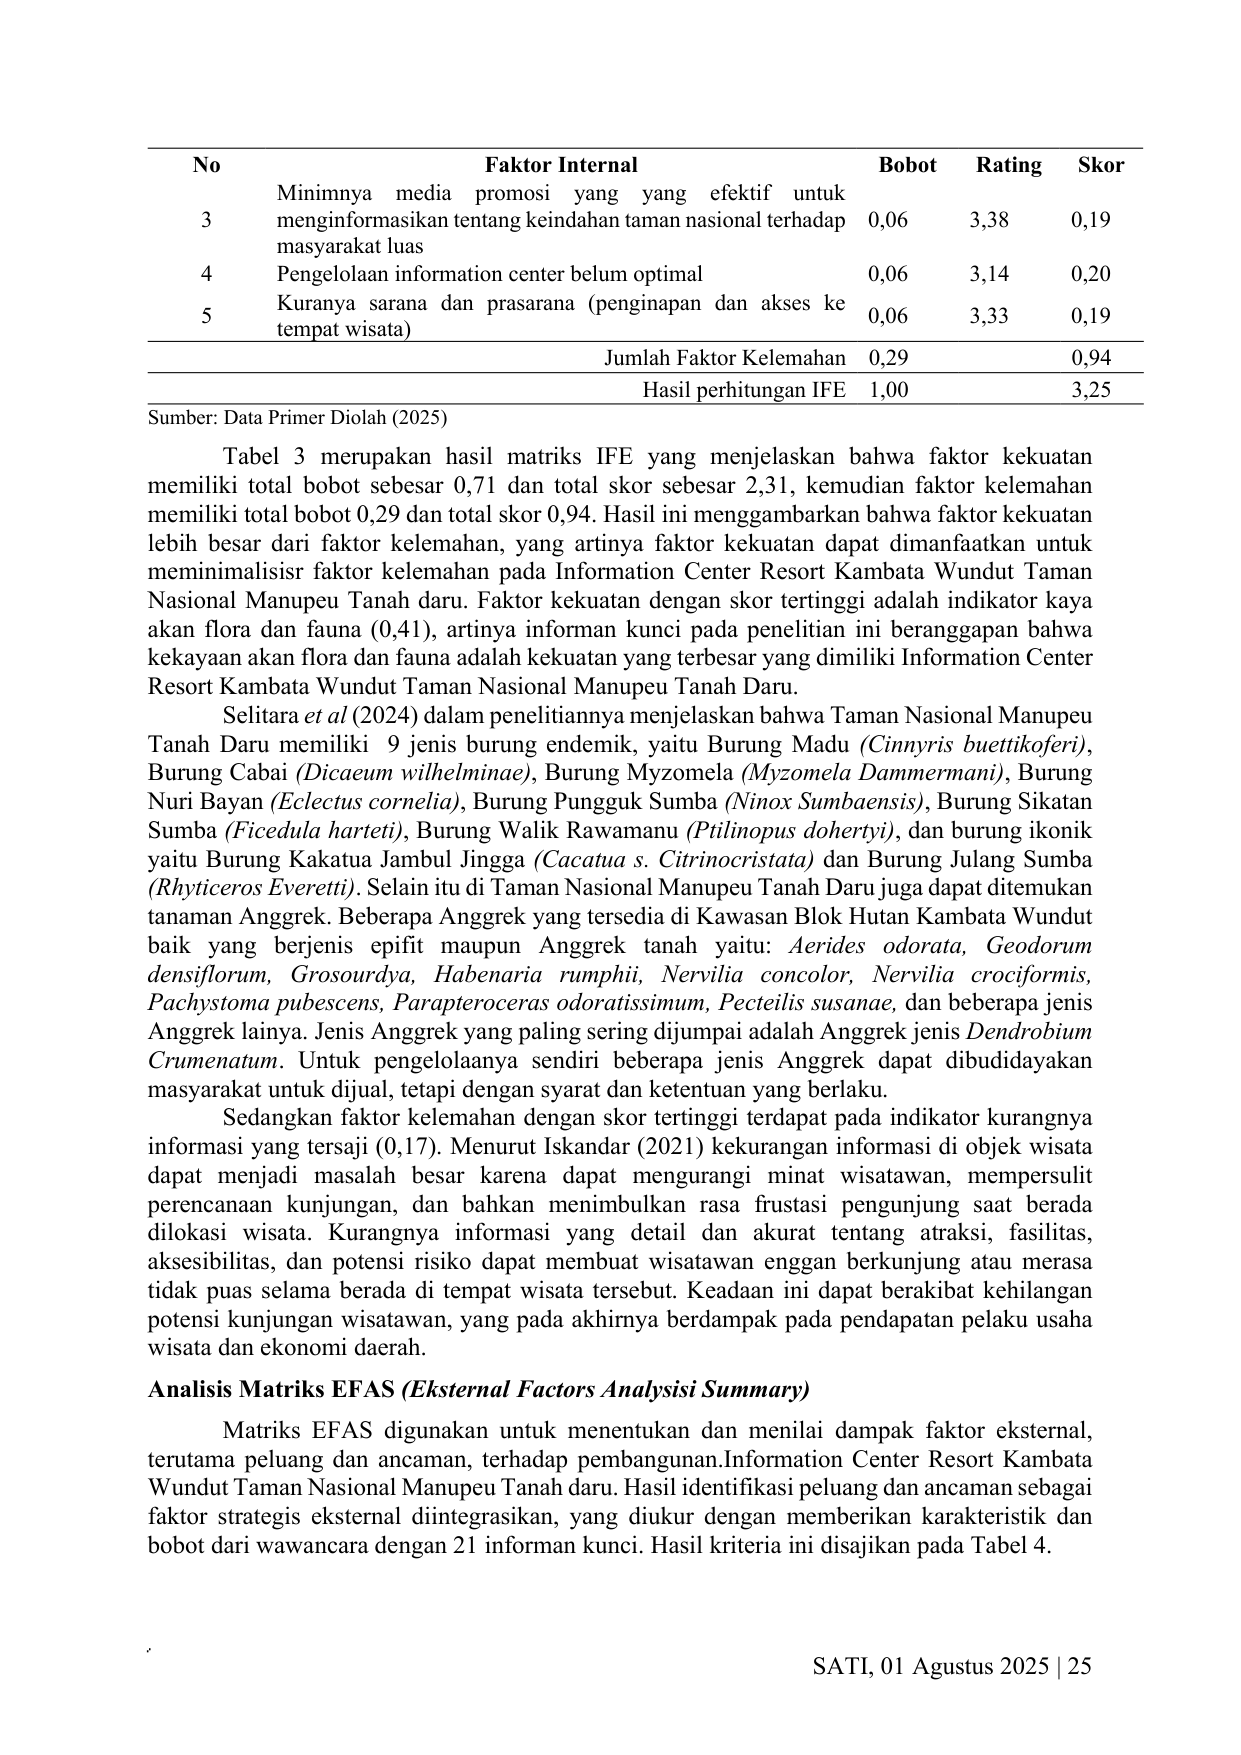 No Faktor Internal Bobot Rating Skor
Minimnya media promosi yang yang efektif untuk
3 menginformasikan tentang keindahan taman nasional terhadap 0,06 3,38 0,19
masyarakat luas
4 Pengelolaan information center belum optimal 0,06 3,14 0,20
5 Kuranya sarana dan prasarana (penginapan dan akses ke 0,06 3,33 0,19
tempat wisata)
Jumlah Faktor Kelemahan 0,29 0,94
Hasil perhitungan IFE 1,00 3,25
Sumber: Data Primer Diolah (2025)
Tabel 3 merupakan hasil matriks IFE yang menjelaskan bahwa faktor kekuatan
memiliki total bobot sebesar 0,71 dan total skor sebesar 2,31, kemudian faktor kelemahan
memiliki total bobot 0,29 dan total skor 0,94. Hasil ini menggambarkan bahwa faktor kekuatan
lebih besar dari faktor kelemahan, yang artinya faktor kekuatan dapat dimanfaatkan untuk
meminimalisisr faktor kelemahan pada Information Center Resort Kambata Wundut Taman
Nasional Manupeu Tanah daru. Faktor kekuatan dengan skor tertinggi adalah indikator kaya
akan flora dan fauna (0,41), artinya informan kunci pada penelitian ini beranggapan bahwa
kekayaan akan flora dan fauna adalah kekuatan yang terbesar yang dimiliki Information Center
Resort Kambata Wundut Taman Nasional Manupeu Tanah Daru.
Selitara et al (2024) dalam penelitiannya menjelaskan bahwa Taman Nasional Manupeu
Tanah Daru memiliki 9 jenis burung endemik, yaitu Burung Madu (Cinnyris buettikoferi),
Burung Cabai (Dicaeum wilhelminae), Burung Myzomela (Myzomela Dammermani), Burung
Nuri Bayan (Eclectus cornelia), Burung Pungguk Sumba (Ninox Sumbaensis), Burung Sikatan
Sumba (Ficedula harteti), Burung Walik Rawamanu (Ptilinopus dohertyi), dan burung ikonik
yaitu Burung Kakatua Jambul Jingga (Cacatua s. Citrinocristata) dan Burung Julang Sumba
(Rhyticeros Everetti). Selain itu di Taman Nasional Manupeu Tanah Daru juga dapat ditemukan
tanaman Anggrek. Beberapa Anggrek yang tersedia di Kawasan Blok Hutan Kambata Wundut
baik yang berjenis epifit maupun Anggrek tanah yaitu: Aerides odorata, Geodorum
densiflorum, Grosourdya, Habenaria rumphii, Nervilia concolor, Nervilia crociformis,
Pachystoma pubescens, Parapteroceras odoratissimum, Pecteilis susanae, dan beberapa jenis
Anggrek lainya. Jenis Anggrek yang paling sering dijumpai adalah Anggrek jenis Dendrobium
Crumenatum. Untuk pengelolaanya sendiri beberapa jenis Anggrek dapat dibudidayakan
masyarakat untuk dijual, tetapi dengan syarat dan ketentuan yang berlaku.
Sedangkan faktor kelemahan dengan skor tertinggi terdapat pada indikator kurangnya
informasi yang tersaji (0,17). Menurut Iskandar (2021) kekurangan informasi di objek wisata
dapat menjadi masalah besar karena dapat mengurangi minat wisatawan, mempersulit
perencanaan kunjungan, dan bahkan menimbulkan rasa frustasi pengunjung saat berada
dilokasi wisata. Kurangnya informasi yang detail dan akurat tentang atraksi, fasilitas,
aksesibilitas, dan potensi risiko dapat membuat wisatawan enggan berkunjung atau merasa
tidak puas selama berada di tempat wisata tersebut. Keadaan ini dapat berakibat kehilangan
potensi kunjungan wisatawan, yang pada akhirnya berdampak pada pendapatan pelaku usaha
wisata dan ekonomi daerah.
Analisis Matriks EFAS (Eksternal Factors Analysisi Summary)
Matriks EFAS digunakan untuk menentukan dan menilai dampak faktor eksternal,
terutama peluang dan ancaman, terhadap pembangunan.Information Center Resort Kambata
Wundut Taman Nasional Manupeu Tanah daru. Hasil identifikasi peluang dan ancaman sebagai
faktor strategis eksternal diintegrasikan, yang diukur dengan memberikan karakteristik dan
bobot dari wawancara dengan 21 informan kunci. Hasil kriteria ini disajikan pada Tabel 4.
SATI, 01 Agustus 2025 | 25